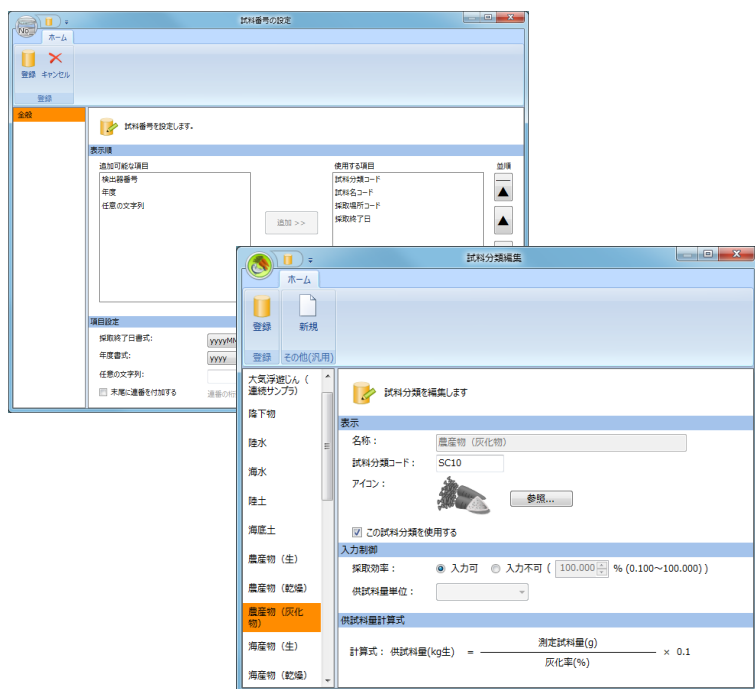 試料番号の設定
No...
ホーム
登録 キャンセル
登録
全般
試料番号を設定します。
表示順
追加可能な項目
検出器番号
年度
任意の文字列
追加 >>
使用する項目
試料分類コード
試料名コード
採取場所コード
採取終了日
並順
項目設定
採取終了日書式:
年度書式: yyyy
任意の文字列:
末尾に連番を付加する
試料分類編集
ホーム
登録 新規
登録 その他(汎用)
大気浮遊じん(
連続サンプラ)
降下物
陸水
海水
陸土
海底土
農産物(生)
農産物(乾燥)
農産物(灰化
物)
海産物(生)
海産物(乾燥)
試料分類を編集します
表示
名称: 農産物(灰化物)
試料分類コード: SC10
アイコン:
参照...
この試料分類を使用する
入力制御
採取効率: 入力可 入力不可 ( 100.000 % (0.100～100.000) )
供試料量単位:
供試料量計算式
計算式: 供試料量(kg生) = 測定試料量(g)
灰化率(%)
× 0.1